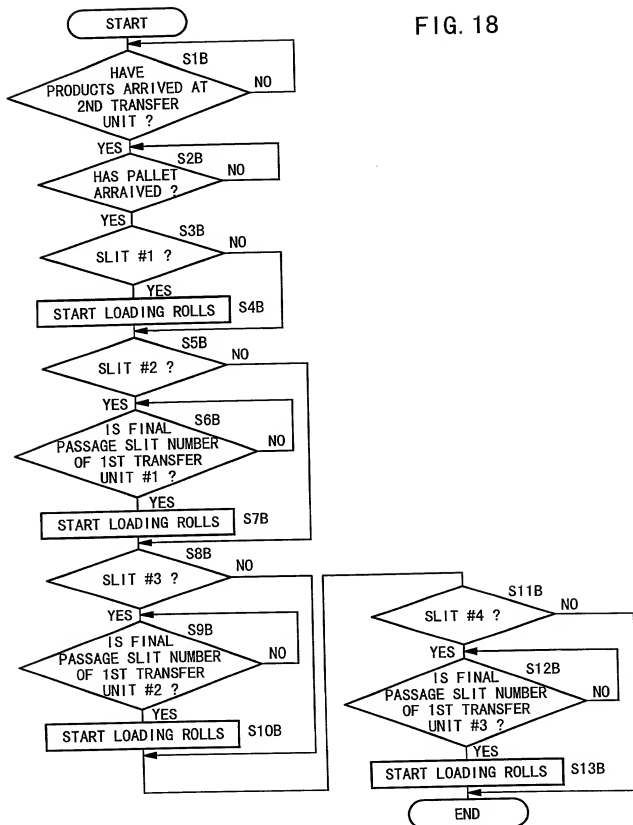 FIG. 18
START
S1B
HAVE
PRODUCTS ARRIVED AT
2ND TRANSFER
UNIT ?
NO
YES
S2B
HAS PALLET
ARRAIVED ?
NO
YES
S3B
SLIT #1 ?
NO
YES
START LOADING ROLLS
S4B
S5B
SLIT #2 ?
NO
YES
S6B
IS FINAL
PASSAGE SLIT NUMBER
OF 1ST TRANSFER
UNIT #1 ?
NO
YES
START LOADING ROLLS
S7B
S8B
SLIT #3 ?
NO
YES
S9B
IS FINAL
PASSAGE SLIT NUMBER
OF 1ST TRANSFER
UNIT #2 ?
NO
YES
START LOADING ROLLS
S10B
S11B
SLIT #4 ?
NO
YES
S12B
IS FINAL
PASSAGE SLIT NUMBER
OF 1ST TRANSFER
UNIT #3 ?
NO
YES
START LOADING ROLLS
S13B
END